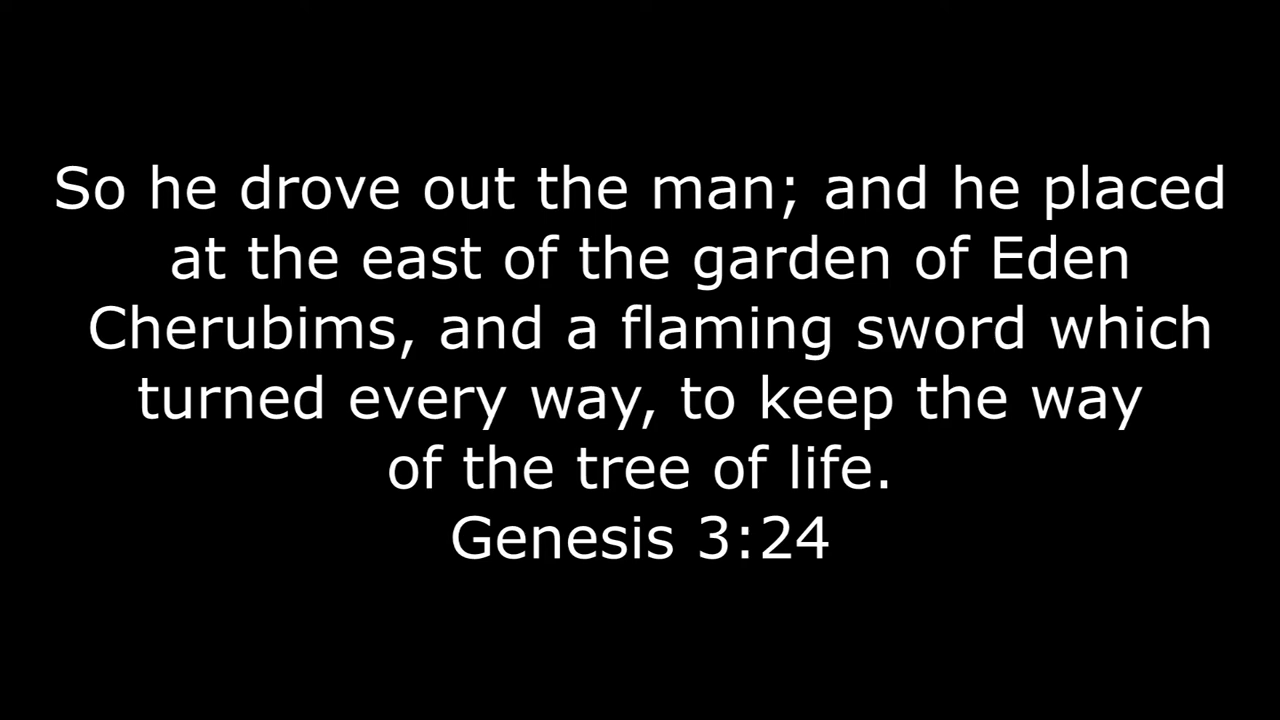 So he drove out the man; and he placed
at the east of the garden of Eden
Cherubims, and a flaming sword which
turned every way, to keep the way
of the tree of life.
Genesis 3:24